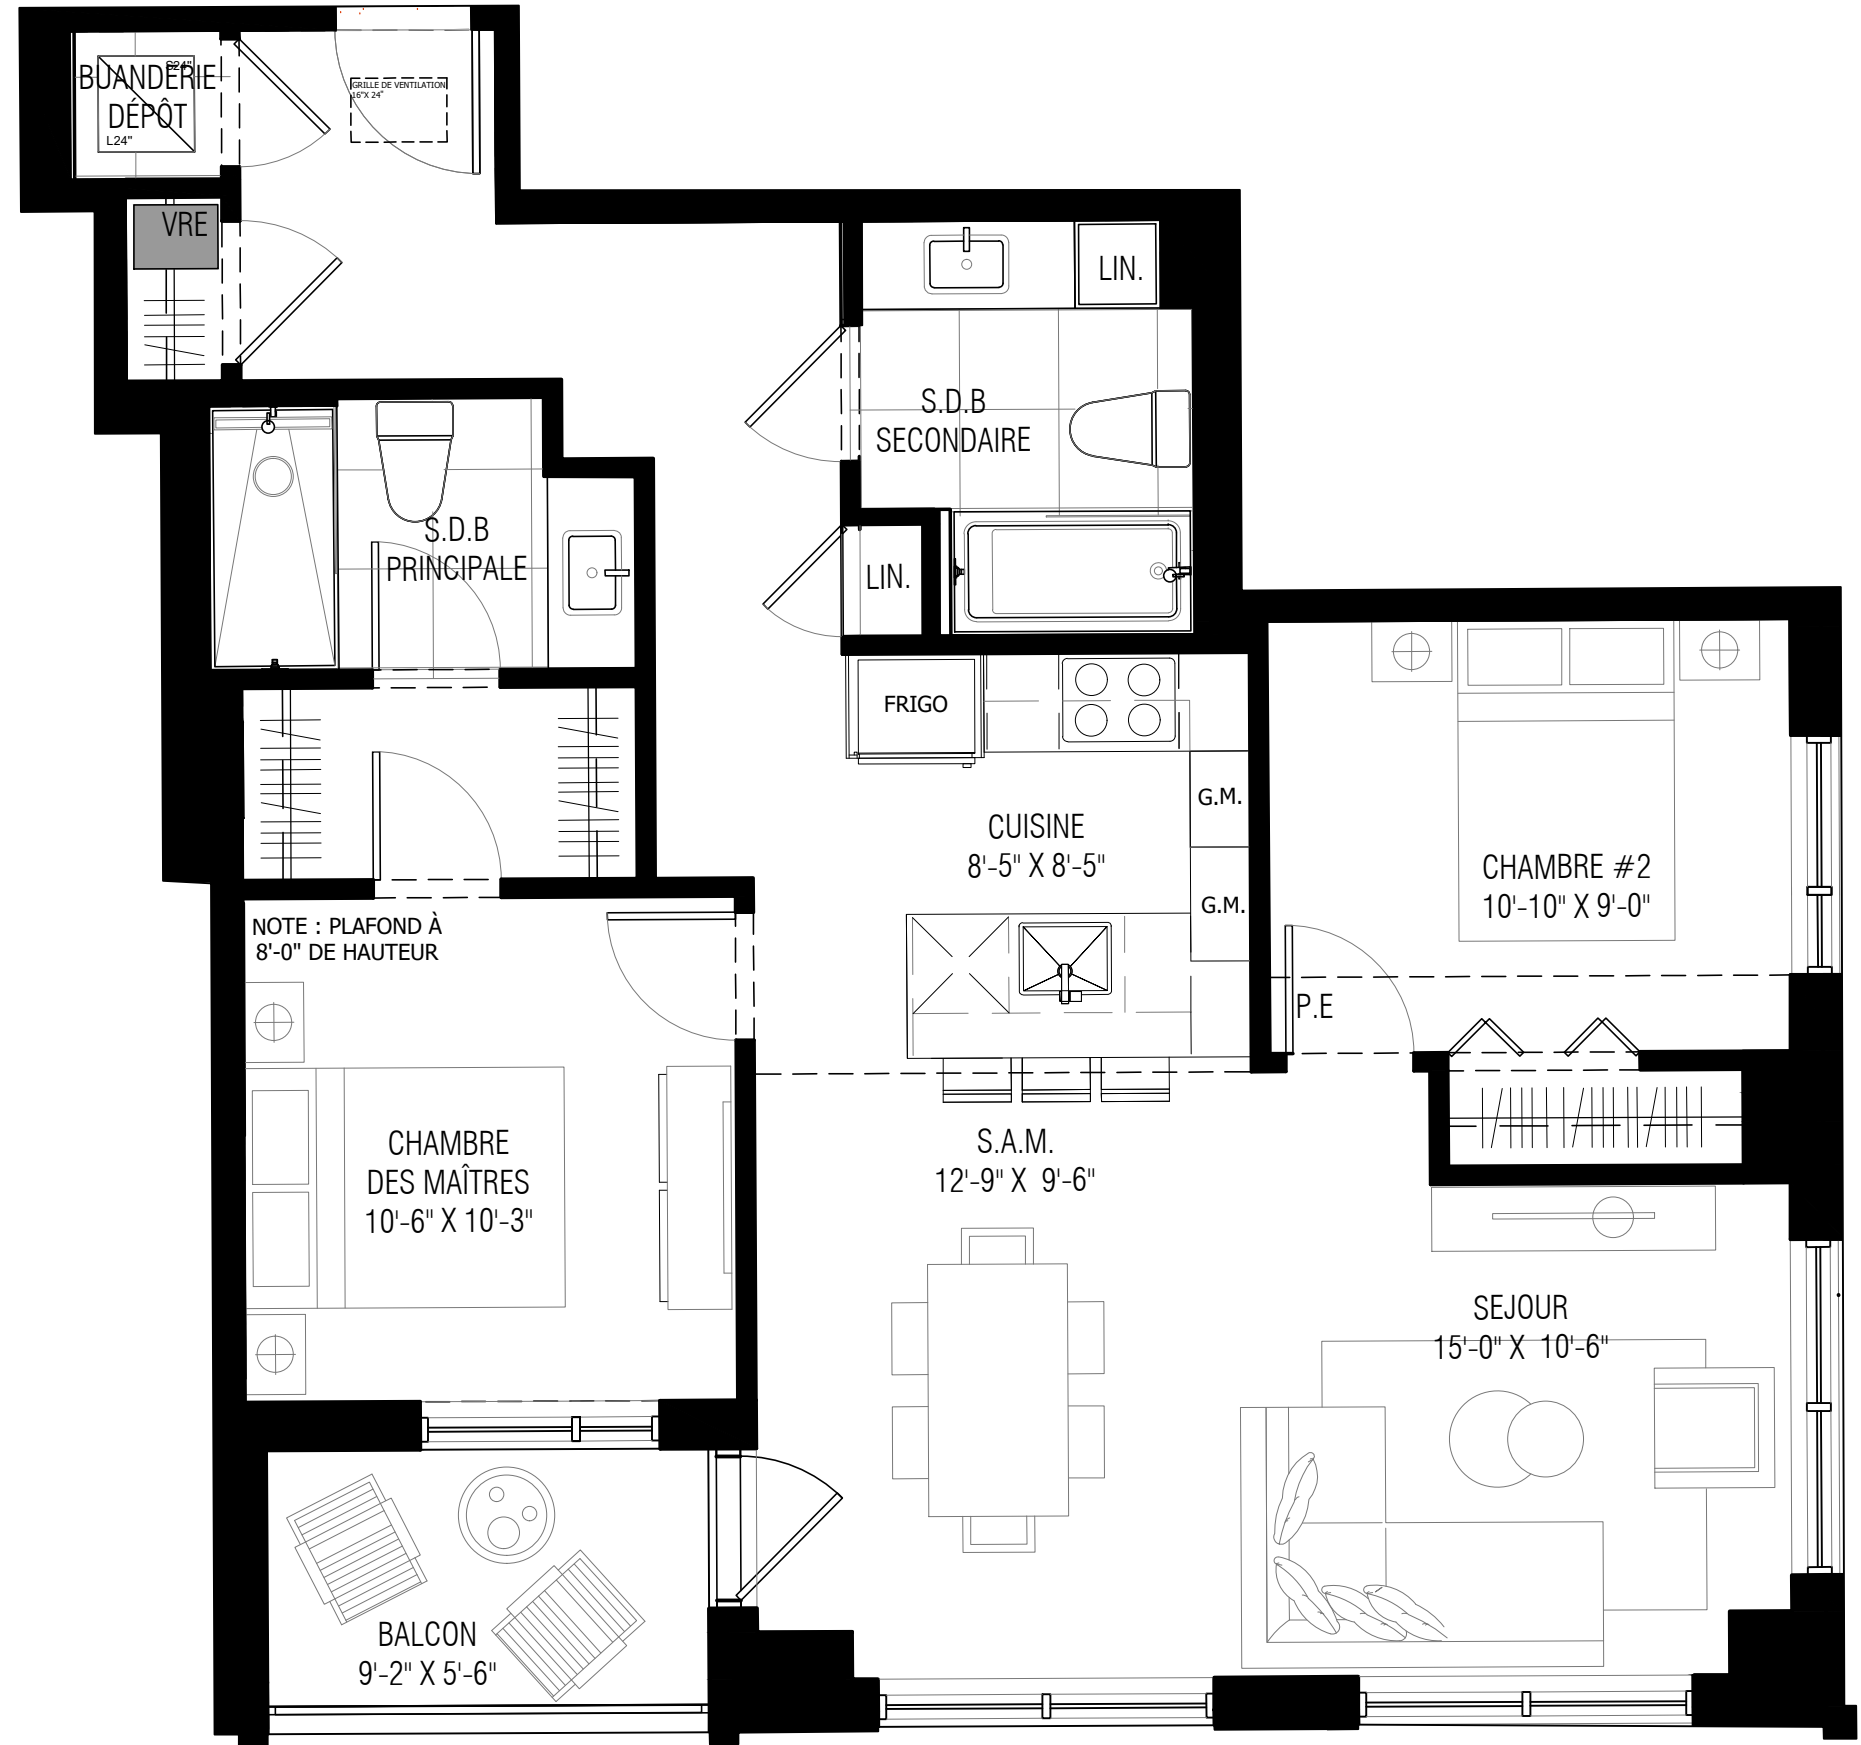 S24"
BUANDERIE
DÉPÔT
L24"
GRILLE DE VENTILATION
16"X 24"
VRE
LIN.
S.D.B
SECONDAIRE
S.D.B
PRINCIPALE
LIN.
FRIGO
G.M.
CUISINE
8'-5" X 8'-5"
G.M.
CHAMBRE #2
10'-10" X 9'-0"
NOTE : PLAFOND À
8'-0" DE HAUTEUR
P.E
CHAMBRE
DES MAÎTRES
10'-6" X 10'-3"
S.A.M.
12'-9" X 9'-6"
SEJOUR
15'-0" X 10'-6"
BALCON
9'-2" X 5'-6"